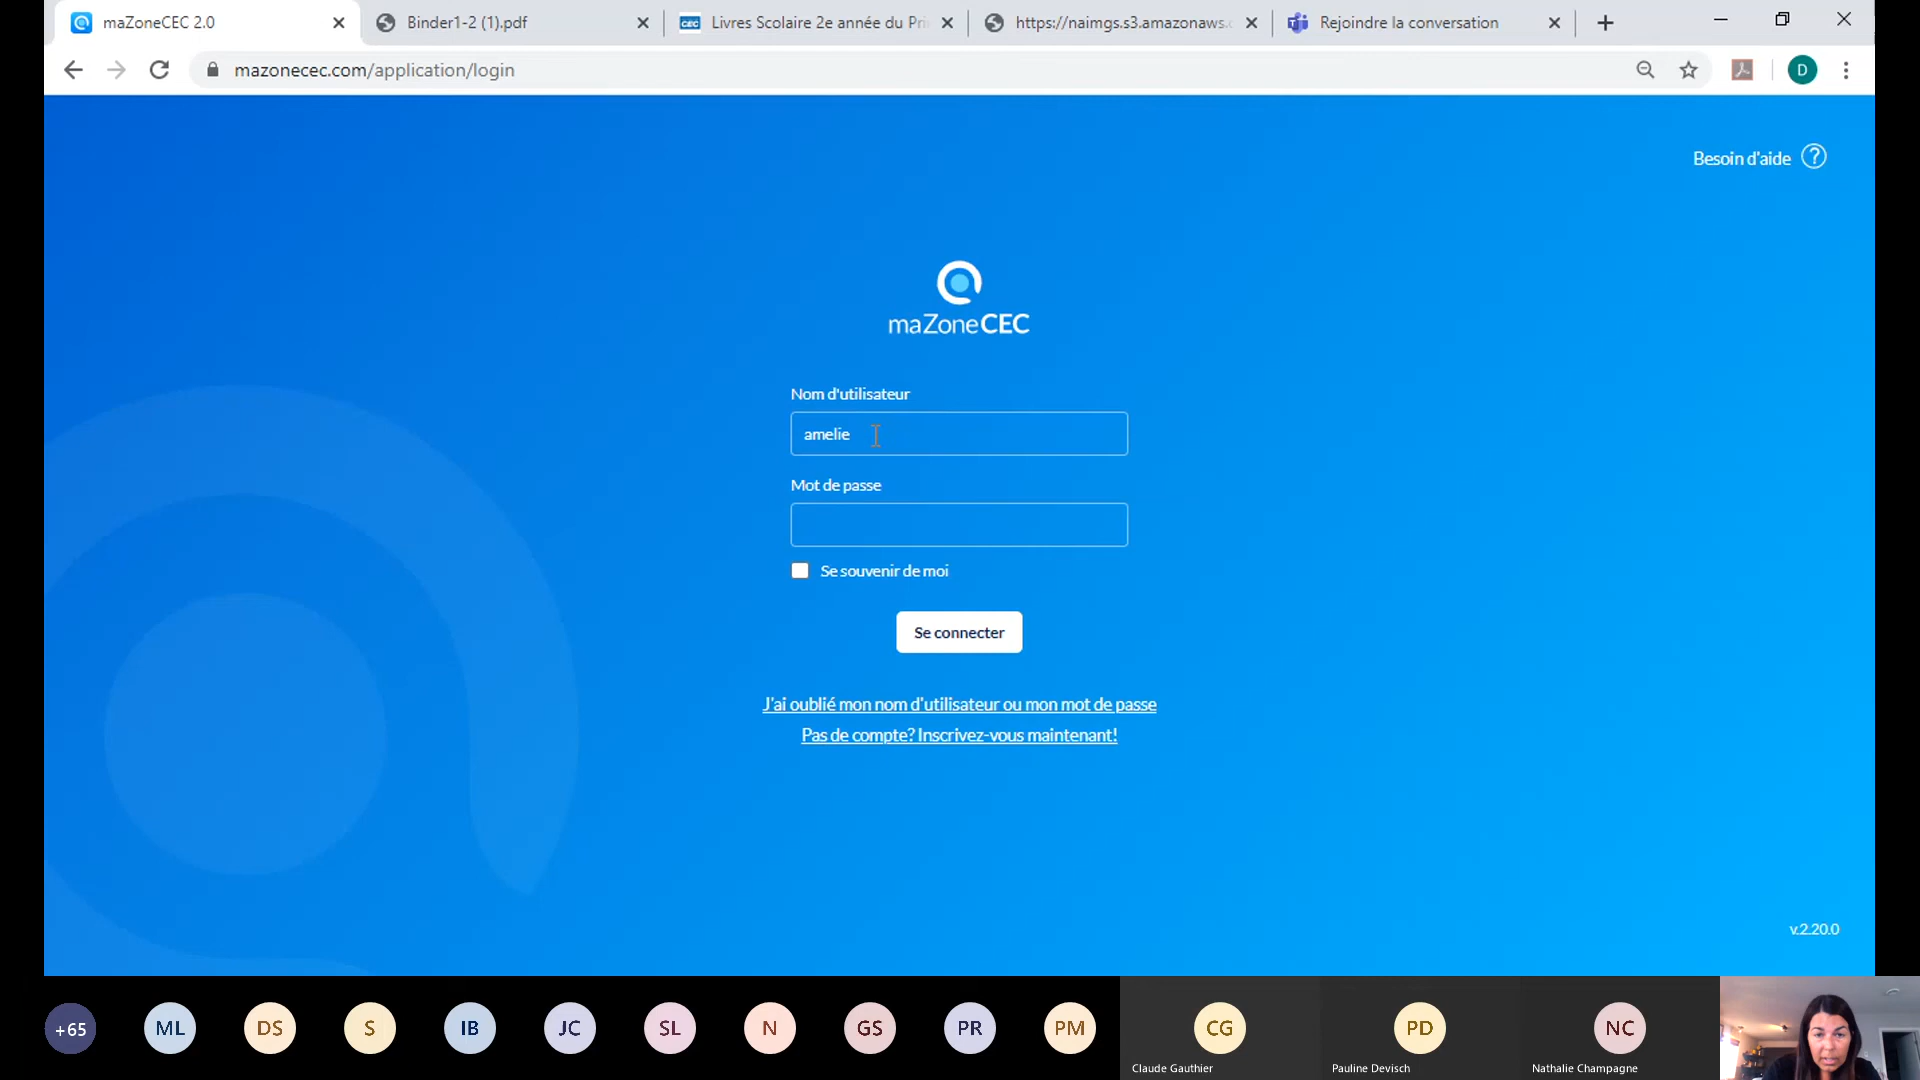 maZoneCEC 2.0
Binder1-2 (1).pdf
Livres Scolaire 2e année du Pri
https://naimgs.s3.amazonaws.c
Rejoindre la conversation
mazonecec.com/application/login
D
Besoin d'aide ?
maZoneCEC
Nom d'utilisateur
amelie
Mot de passe
Se souvenir de moi
Se connecter
J'ai oublié mon nom d'utilisateur ou mon mot de passe
Pas de compte? Inscrivez-vous maintenant!
v.2.20.0
+65
ML
DS
S
IB
JC
SL
N
GS
PR
PM
CG
PD
NC
Claude Gauthier
Pauline Devisch
Nathalie Champagne